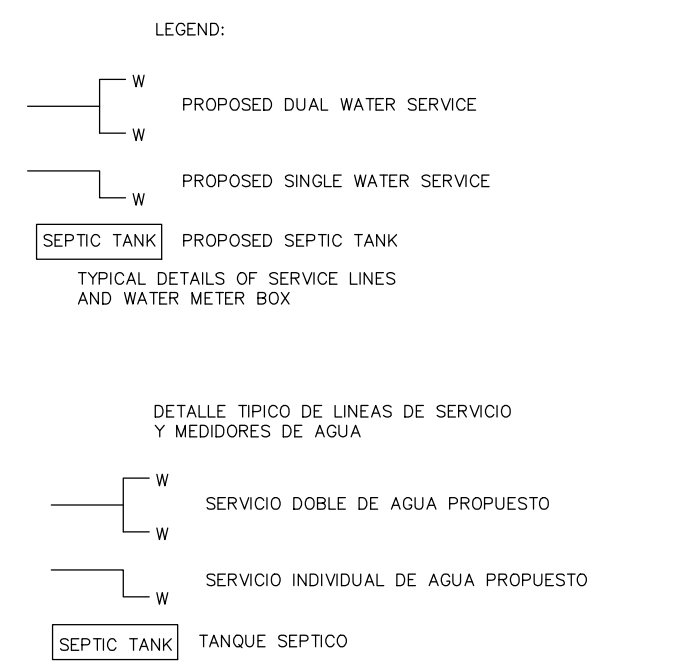 LEGEND:
W
PROPOSED DUAL WATER SERVICE
W
PROPOSED SINGLE WATER SERVICE
W
SEPTIC TANK PROPOSED SEPTIC TANK
TYPICAL DETAILS OF SERVICE LINES
AND WATER METER BOX
DETALLE TIPICO DE LINEAS DE SERVICIO
Y MEDIDORES DE AGUA
W
SERVICIO DOBLE DE AGUA PROPUESTO
W
SERVICIO INDIVIDUAL DE AGUA PROPUESTO
W
SEPTIC TANK TANQUE SEPTICO